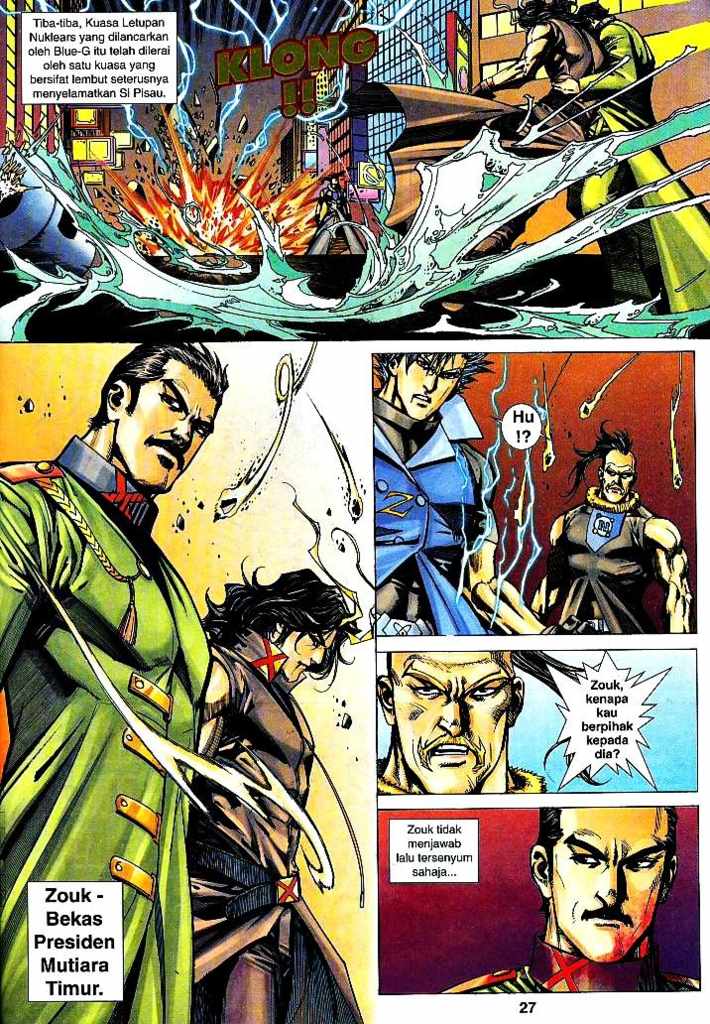 Tiba-tiba, Kuasa Letupan
Nuklears yang dilancarkan
oleh Blue-G itu telah dilerai
oleh satu kuasa yang
bersifat lembut seterusnya
menyelamatkan SI Pisau.
KLONG
!!
Hu
!?
Zouk,
kenapa
kau
berpihak
kepada
dia?
Zouk tidak
menjawab
lalu tersenyum
sahaja...
Zouk -
Bekas
Presiden
Mutiara
Timur.
Z
27